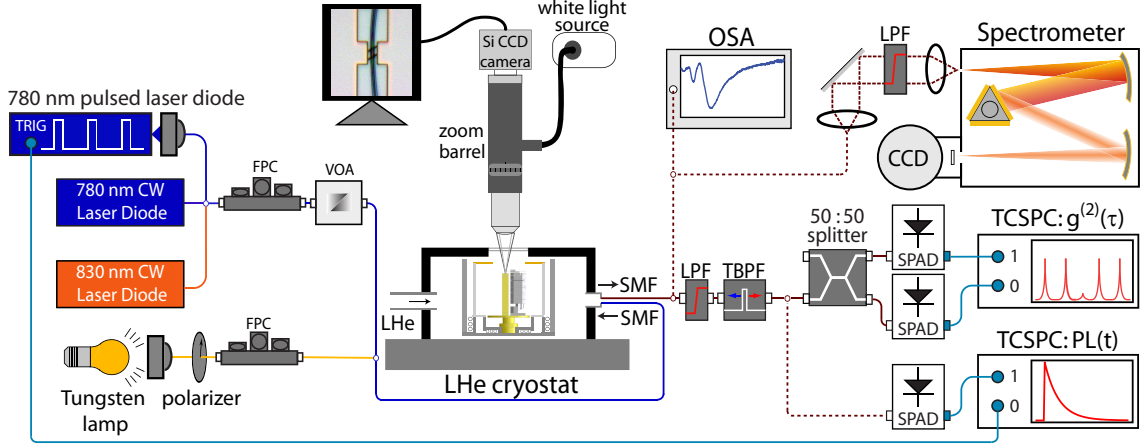 white light
source
Si CCD
camera
zoom
barrel
780 nm pulsed laser diode
TRIG
780 nm CW
Laser Diode
830 nm CW
Laser Diode
FPC
VOA
FPC
Tungsten
lamp
polarizer
LHe
LHe cryostat
SMF
SMF
OSA
LPF
Spectrometer
CCD
LPF
TBPF
50 : 50
splitter
SPAD
SPAD
TCSPC: g(2)(τ)
1
0
SPAD
TCSPC: PL(t)
1
0